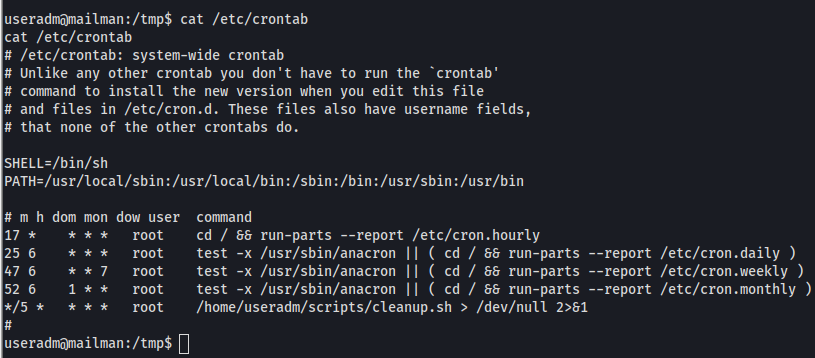 useradm@mailman:/tmp$ cat /etc/crontab
cat /etc/crontab
# /etc/crontab: system-wide crontab
# Unlike any other crontab you don't have to run the `crontab'
# command to install the new version when you edit this file
# and files in /etc/cron.d. These files also have username fields,
# that none of the other crontabs do.

SHELL=/bin/sh
PATH=/usr/local/sbin:/usr/local/bin:/sbin:/bin:/usr/sbin:/usr/bin

# m h dom mon dow user  command
17 *    * * *   root    cd / && run-parts --report /etc/cron.hourly
25 6    * * *   root    test -x /usr/sbin/anacron || ( cd / && run-parts --report /etc/cron.daily )
47 6    * * 7   root    test -x /usr/sbin/anacron || ( cd / && run-parts --report /etc/cron.weekly )
52 6    1 * *   root    test -x /usr/sbin/anacron || ( cd / && run-parts --report /etc/cron.monthly )
*/5 *   * * *   root    /home/useradm/scripts/cleanup.sh > /dev/null 2>&1
#
useradm@mailman:/tmp$